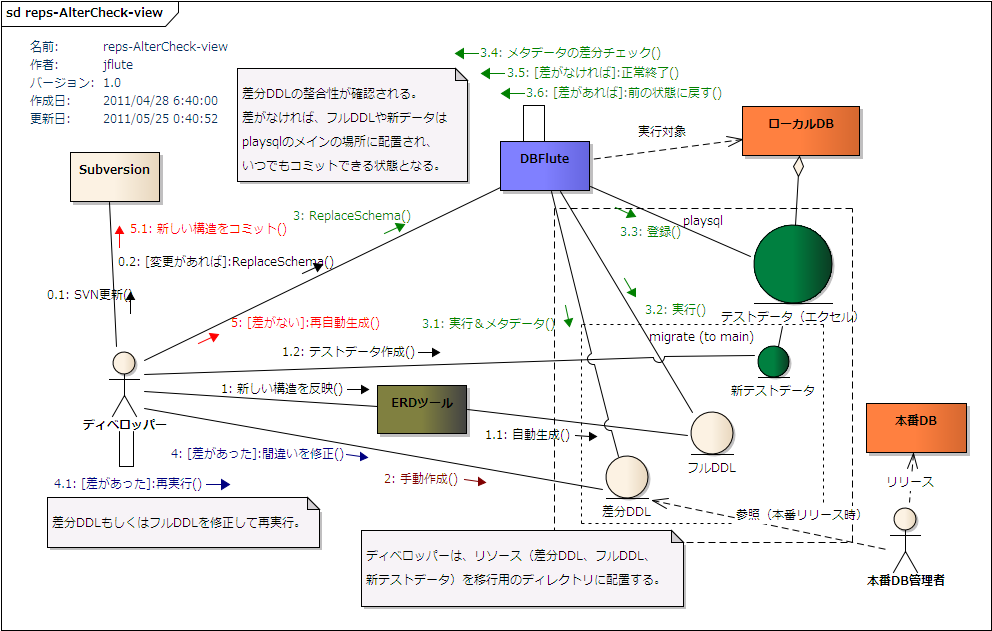 sd reps-AlterCheck-view
名前: reps-AlterCheck-view
作者: jflute
バージョン: 1.0
作成日: 2011/04/28 6:40:00
更新日: 2011/05/25 0:40:52
3.4: メタデータの差分チェック()
3.5: [差がなければ]:正常終了()
3.6: [差があれば]:前の状態に戻す()
差分DDLの整合性が確認される。
差がなければ、フルDDLや新データは
playsqlのメインの場所に配置され、
いつでもコミットできる状態となる。
DBFlute
実行対象
ローカルDB
Subversion
3: ReplaceSchema()
5.1: 新しい構造をコミット()
playsql
3.3: 登録()
0.2: [変更があれば]:ReplaceSchema()
0.1: SVN更新()
3.2: 実行()
テストデータ（エクセル）
5: [差がない]:再自動生成()
3.1: 実行＆メタデータ()
migrate (to main)
1.2: テストデータ作成()
新テストデータ
1: 新しい構造を反映()
ERDツール
本番DB
ディベロッパー
1.1: 自動生成()
4: [差があった]:間違いを修正()
フルDDL
4.1: [差があった]:再実行()
2: 手動作成()
リリース
差分DDL
参照（本番リリース時）
差分DDLもしくはフルDDLを修正して再実行。
ディベロッパーは、リソース（差分DDL、フルDDL、
新テストデータ）を移行用のディレクトリに配置する。
本番DB管理者